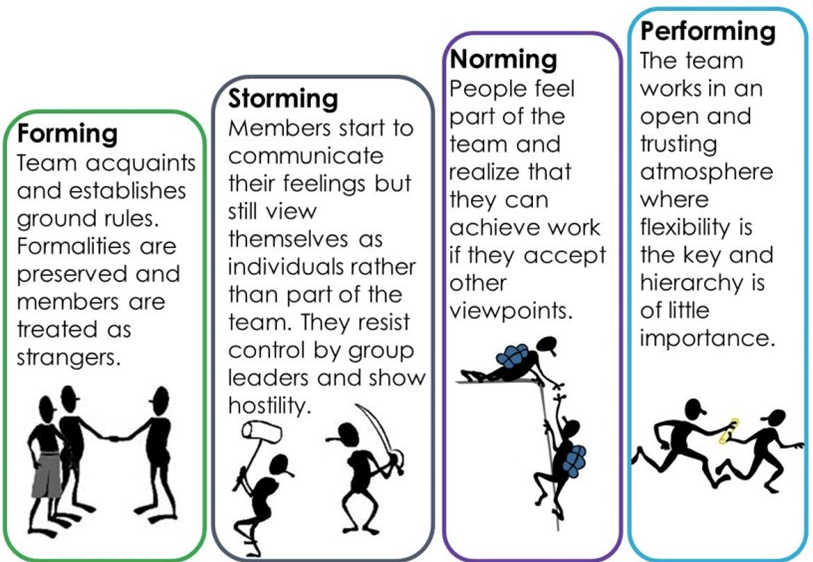 Forming
Team acquaints
and establishes
ground rules.
Formalities are
preserved and
members are
treated as
strangers.
Storming
Members start to
communicate
their feelings but
still view
themselves as
individuals rather
than part of the
team. They resist
control by group
leaders and show
hostility.
Norming
People feel
part of the
team and
realize that
they can
achieve work
if they accept
other
viewpoints.
Performing
The team
works in an
open and
trusting
atmosphere
where
flexibility is
the key and
hierarchy is
of little
importance.